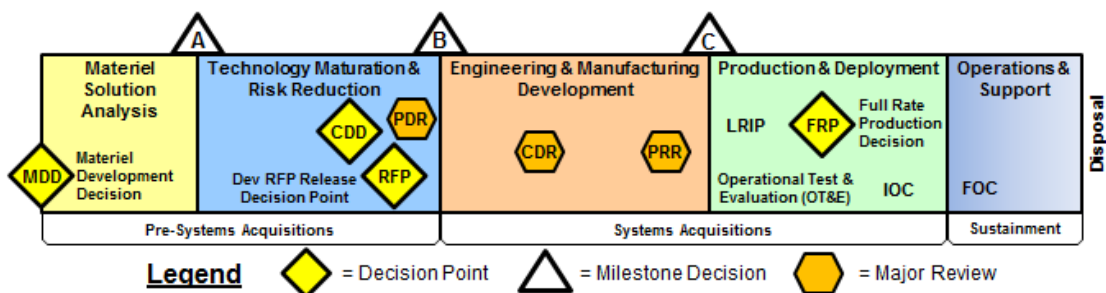 A
B
C
Materiel
Solution
Analysis
MDD
Materiel
Development
Decision
Technology Maturation &
Risk Reduction
CDD
PDR
Dev RFP Release
Decision Point
RFP
Engineering & Manufacturing
Development
CDR
PRR
Production & Deployment
LRIP
FRP
Full Rate
Production
Decision
Operational Test &
Evaluation (OT&E)
IOC
Operations &
Support
FOC
Disposal
Pre-Systems Acquisitions
Systems Acquisitions
Sustainment
Legend
= Decision Point
= Milestone Decision
= Major Review